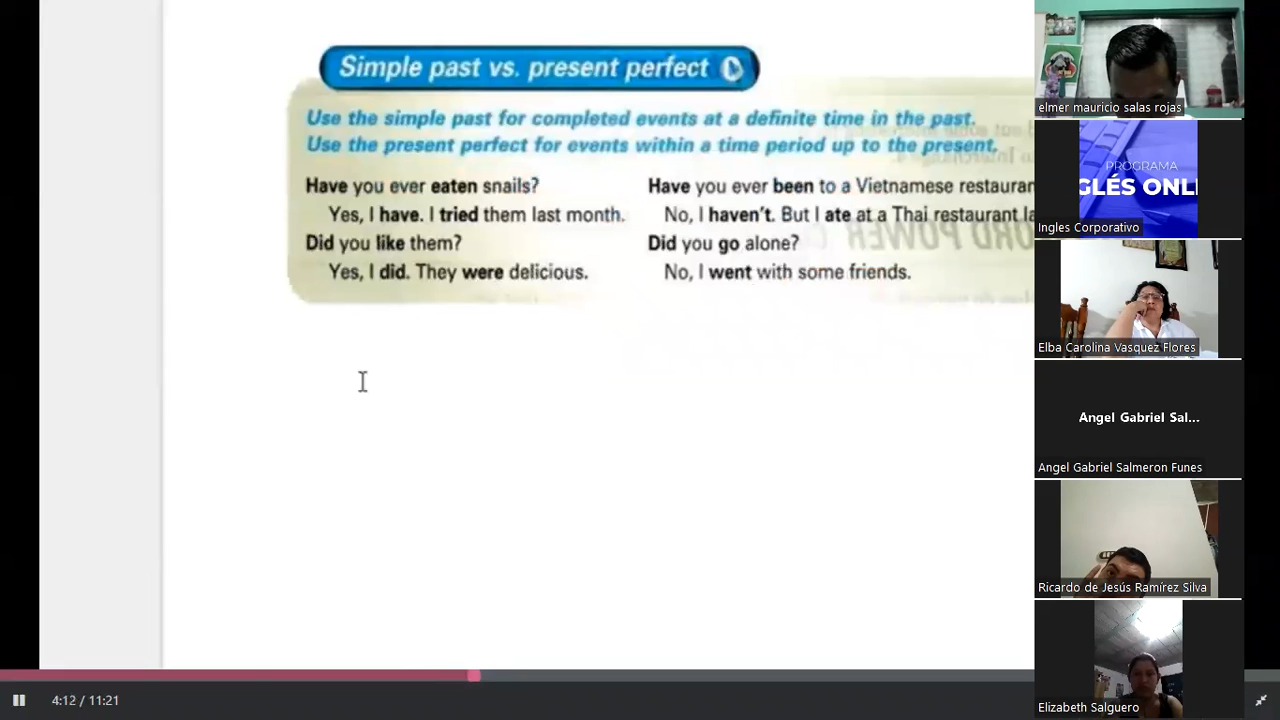 Simple past vs. present perfect
Use the simple past for completed events at a definite time in the past.
Use the present perfect for events within a time period up to the present.
Have you ever eaten snails?
Yes, I have. I tried them last month.
Did you like them?
Yes, I did. They were delicious.
Have you ever been to a Vietnamese restauran
No, I haven't. But I ate at a Thai restaurant la
Did you go alone?
No, I went with some friends.
4:12 / 11:21
elmer mauricio salas rojas
PROGRAMA
GLÉS ONLI
Ingles Corporativo
Elba Carolina Vasquez Flores
Angel Gabriel Sal...
Angel Gabriel Salmeron Funes
Ricardo de Jesús Ramírez Silva
Elizabeth Salguero